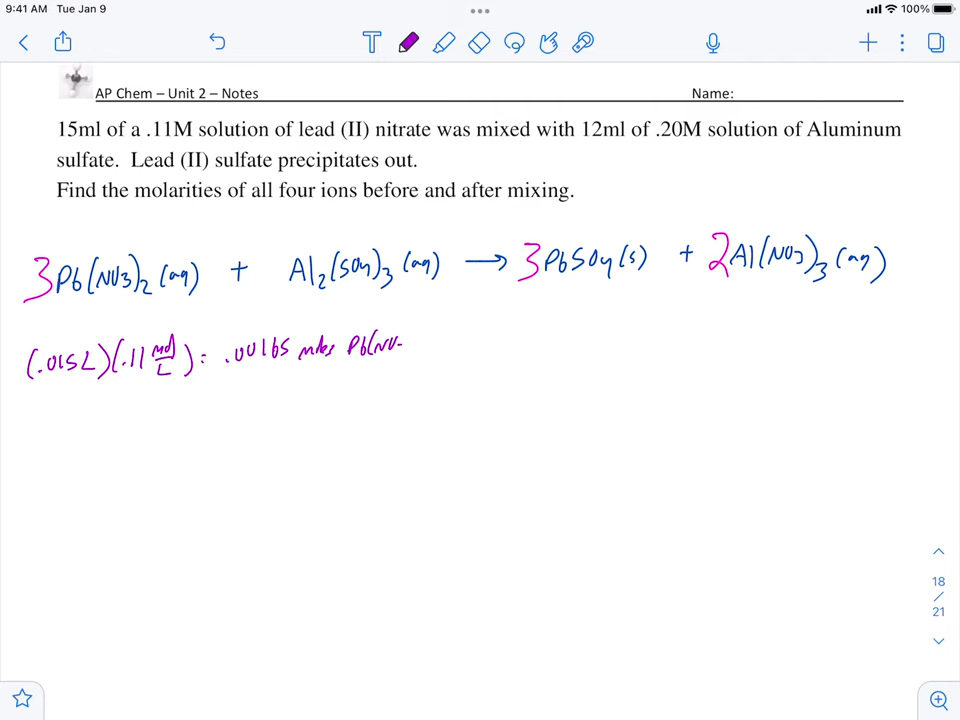 9:41 AM Tue Jan 9
100%
AP Chem – Unit 2 – Notes Name:
15ml of a .11M solution of lead (II) nitrate was mixed with 12ml of .20M solution of Aluminum
sulfate. Lead (II) sulfate precipitates out.
Find the molarities of all four ions before and after mixing.
3Pb(NO3)2 (aq) + Al2(SO4)3 (aq) → 3PbSO4(s) + 2Al(NO3)3 (aq)
(.015L)(.11 mol/L) = .00165 moles Pb(NO
18
/
21